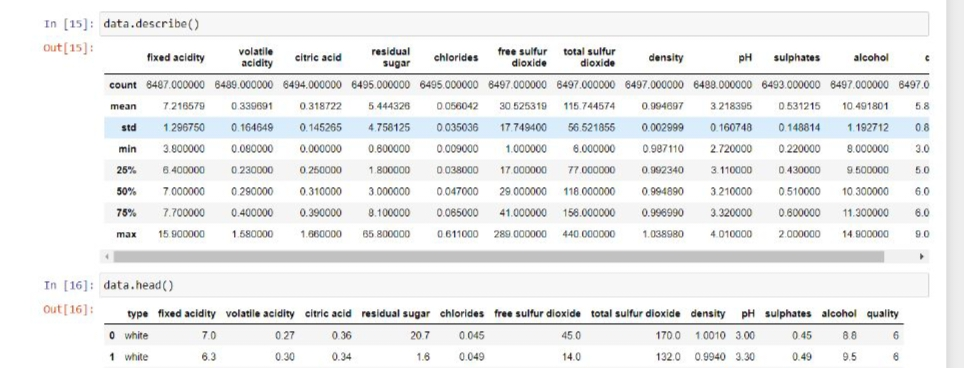 In [15]: data.describe()
Out[15]:
fixed acidity volatile acidity citric acid residual sugar chlorides free sulfur dioxide total sulfur dioxide density pH sulphates alcohol
count 6487.000000 6489.000000 6494.000000 6495.000000 6495.000000 6497.000000 6497.000000 6497.000000 6488.000000 6493.000000 6497.000000 6497.0
mean 7.216579 0.339691 0.318722 5.444326 0.056042 30.525319 115.744574 0.994697 3.218395 0.531215 10.491801 5.8
std 1.296750 0.164649 0.145265 4.758125 0.035036 17.749400 56.521855 0.002999 0.160748 0.148814 1.192712 0.8
min 3.800000 0.080000 0.000000 0.600000 0.009000 1.000000 6.000000 0.987110 2.720000 0.220000 8.000000 3.0
25% 6.400000 0.230000 0.250000 1.800000 0.038000 17.000000 77.000000 0.992340 3.110000 0.430000 9.500000 5.0
50% 7.000000 0.290000 0.310000 3.000000 0.047000 29.000000 118.000000 0.994890 3.210000 0.510000 10.300000 6.0
75% 7.700000 0.400000 0.390000 8.100000 0.065000 41.000000 156.000000 0.996990 3.320000 0.600000 11.300000 6.0
max 15.900000 1.580000 1.660000 65.800000 0.611000 289.000000 440.000000 1.038980 4.010000 2.000000 14.900000 9.0
In [16]: data.head()
Out[16]:
type fixed acidity volatile acidity citric acid residual sugar chlorides free sulfur dioxide total sulfur dioxide density pH sulphates alcohol quality
0 white 7.0 0.27 0.36 20.7 0.045 45.0 170.0 1.0010 3.00 0.45 8.8 6
1 white 6.3 0.30 0.34 1.6 0.049 14.0 132.0 0.9940 3.30 0.49 9.5 6